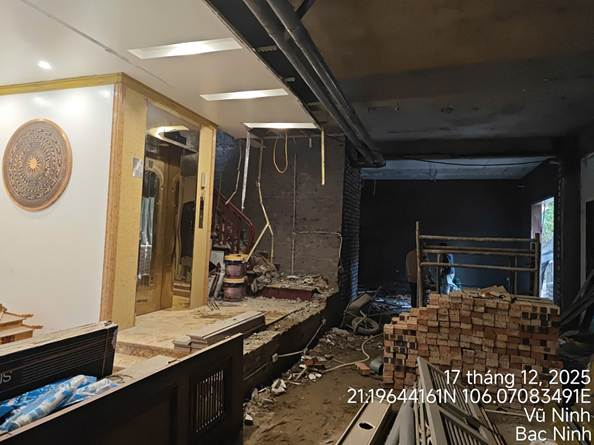 17 tháng 12, 2025
21.19644161N 106.07083491E
Vũ Ninh
Bac Ninh